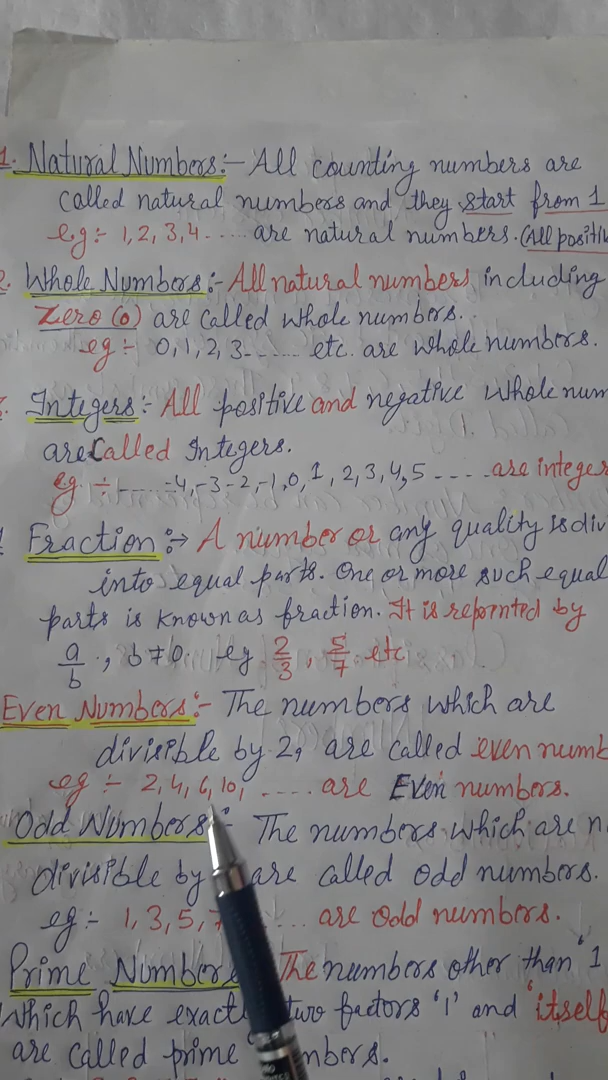 1. Natural Numbers:- All counting numbers are
called natural numbers and they start from 1
e.g:- 1, 2, 3, 4 ..... are natural numbers. (All positiv
2. Whole Numbers:- All natural numbers including
Zero (0) are called whole numbers.
eg:- 0, 1, 2, 3 ...... etc. are whole numbers.
Integers:- All positive and negative whole num
are Called Integers.
eg. ÷ ..... -4, -3 -2, -1, 0, 1, 2, 3, 4, 5 ..... are integer
Fraction:→ A number or any quality is div
into equal parts. One or more such equal
parts is known as fraction. It is reprented by
a/b, b≠0. eg 2/3, 5/7 etc
Even Numbers:- The numbers which are
divisible by 2, are called even numb
eg ÷ 2, 4, 6, 10, ..... are Even numbers.
Odd Numbers:- The numbers which are n
divisible by are called odd numbers.
eg:- 1, 3, 5, 7 ... are Odd numbers.
Prime Numbers The numbers other than '1
which have exact two factors '1' and 'itself
are called prime mbers.